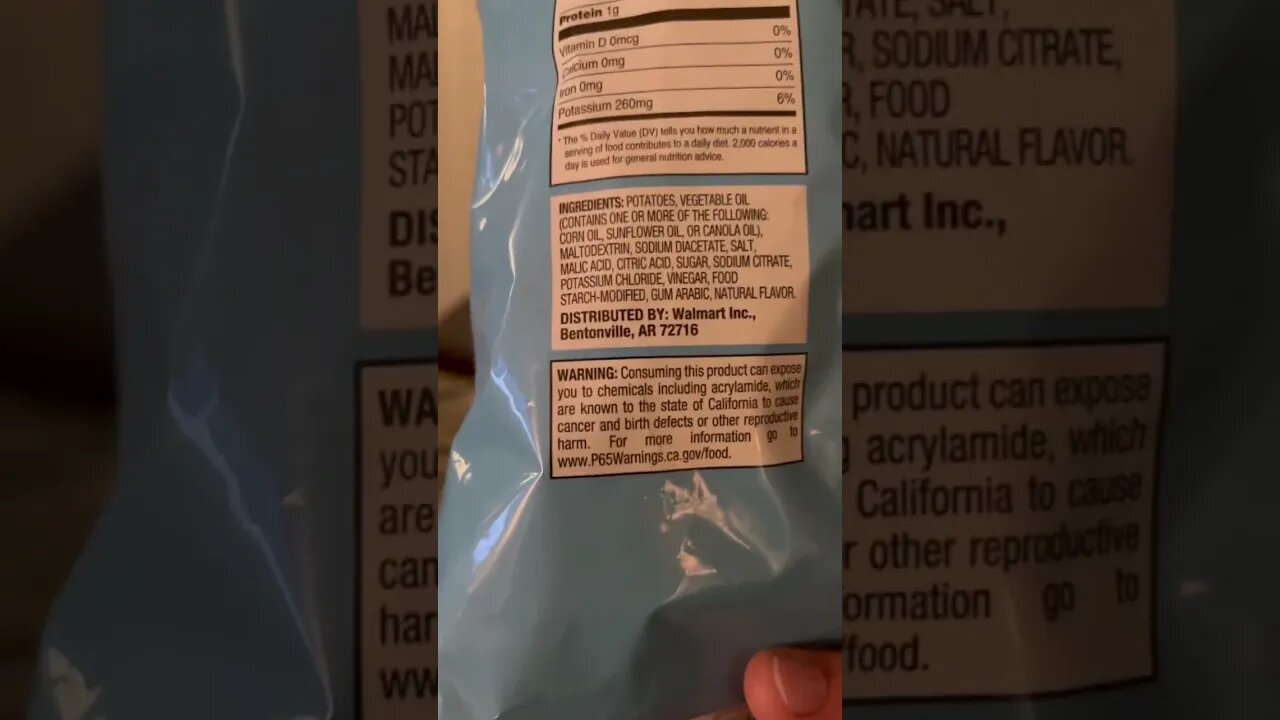 Protein 1g
Vitamin D 0mcg 0%
Calcium 0mg 0%
Iron 0mg 0%
Potassium 260mg 6%
* The % Daily Value (DV) tells you how much a nutrient in a
serving of food contributes to a daily diet. 2,000 calories a
day is used for general nutrition advice.
INGREDIENTS: POTATOES, VEGETABLE OIL
(CONTAINS ONE OR MORE OF THE FOLLOWING:
CORN OIL, SUNFLOWER OIL, OR CANOLA OIL),
MALTODEXTRIN, SODIUM DIACETATE, SALT,
MALIC ACID, CITRIC ACID, SUGAR, SODIUM CITRATE,
POTASSIUM CHLORIDE, VINEGAR, FOOD
STARCH-MODIFIED, GUM ARABIC, NATURAL FLAVOR.
DISTRIBUTED BY: Walmart Inc.,
Bentonville, AR 72716
WARNING: Consuming this product can expose
you to chemicals including acrylamide, which
are known to the state of California to cause
cancer and birth defects or other reproductive
harm. For more information go to
www.P65Warnings.ca.gov/food.